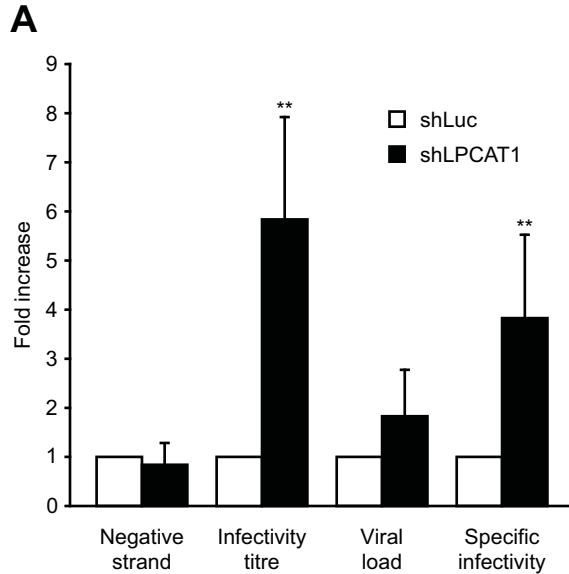 A
9
8
7
6
5
4
3
2
1
0
Fold increase
**
**
shLuc
shLPCAT1
Negative
strand
Infectivity
titre
Viral
load
Specific
infectivity